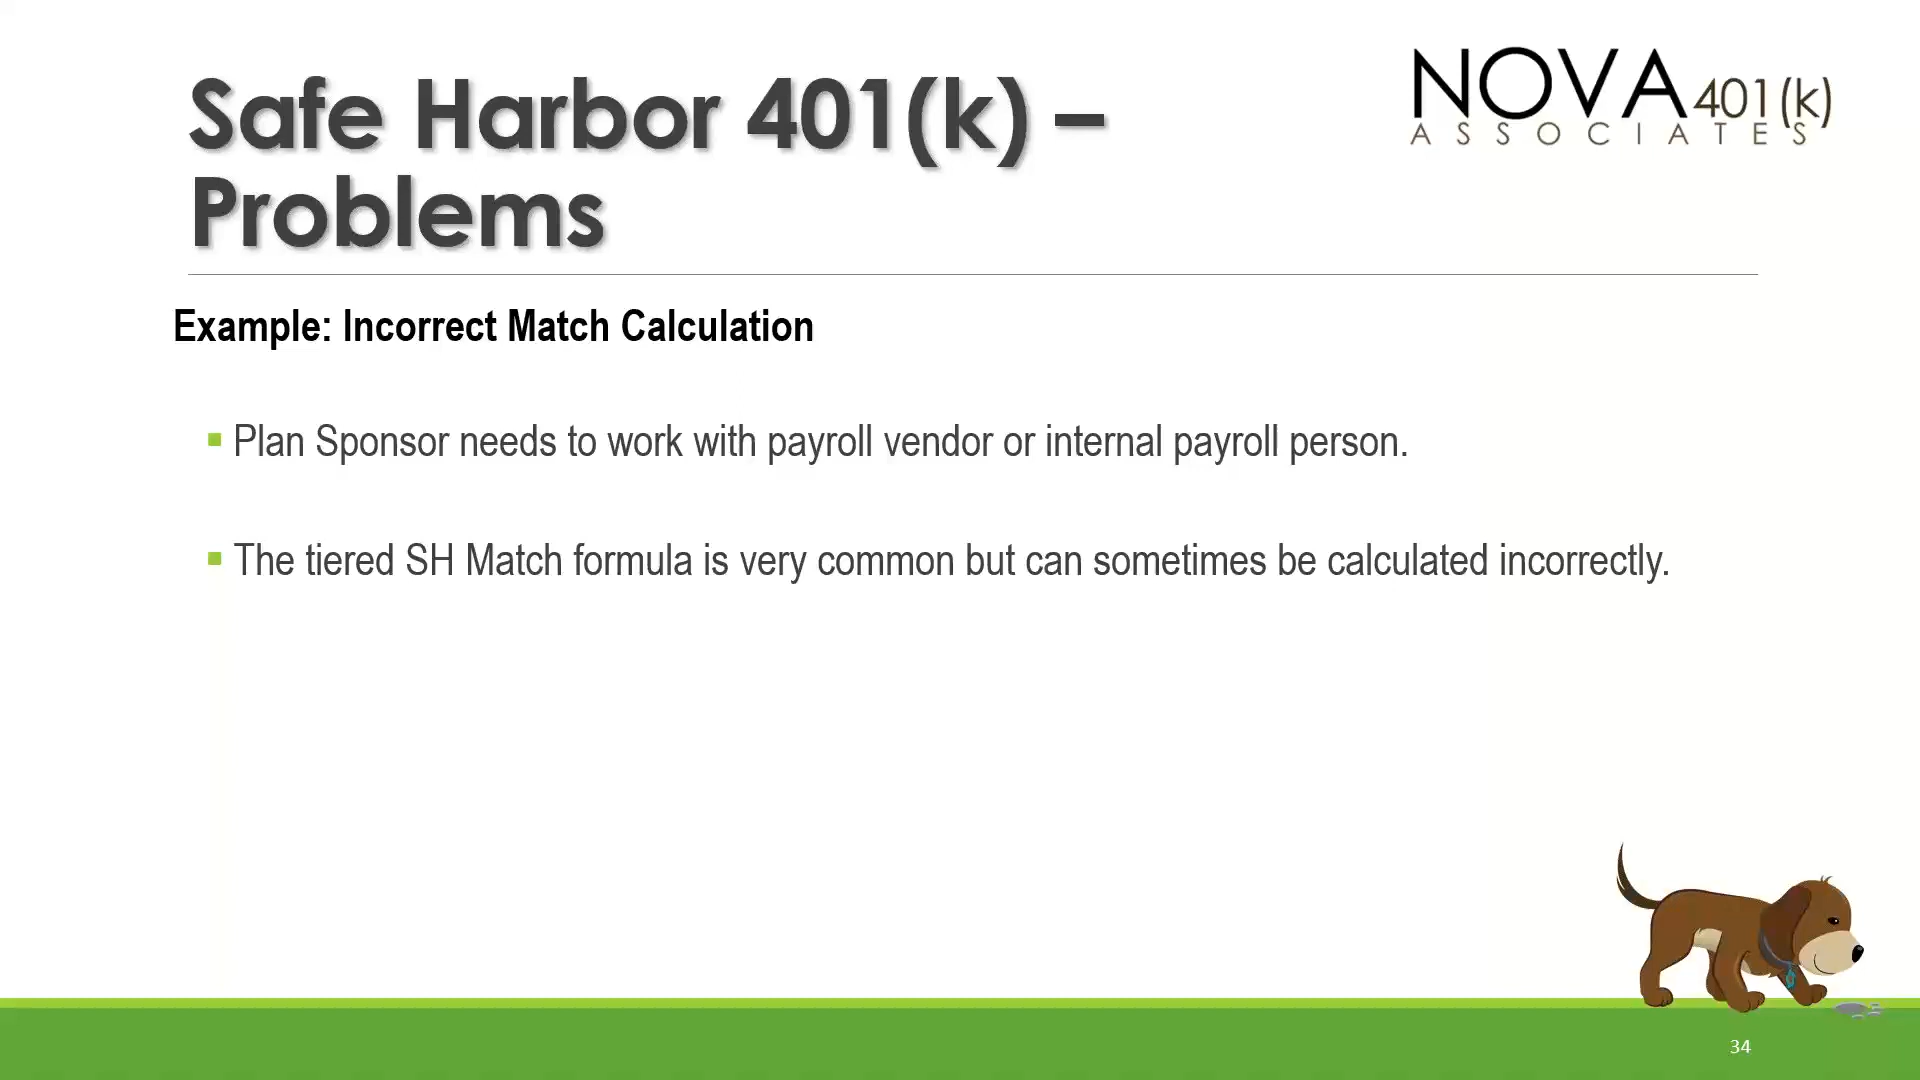 Safe Harbor 401(k) –
Problems
NOVA 401(k)
ASSOCIATES
Example: Incorrect Match Calculation
Plan Sponsor needs to work with payroll vendor or internal payroll person.
The tiered SH Match formula is very common but can sometimes be calculated incorrectly.
34